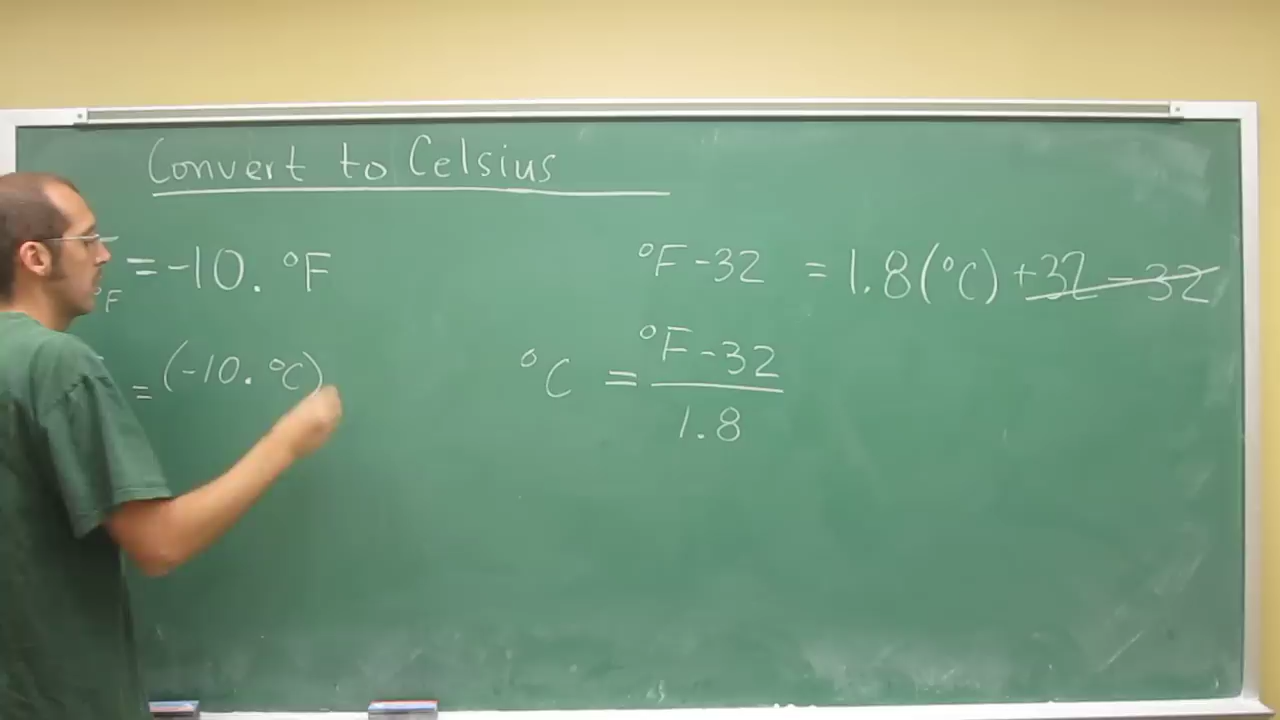 Convert to Celsius
°F = -10. °F
°F - 32 = 1.8(°C) + 32 - 32
= (-10. °C)
°C = °F - 32
1.8